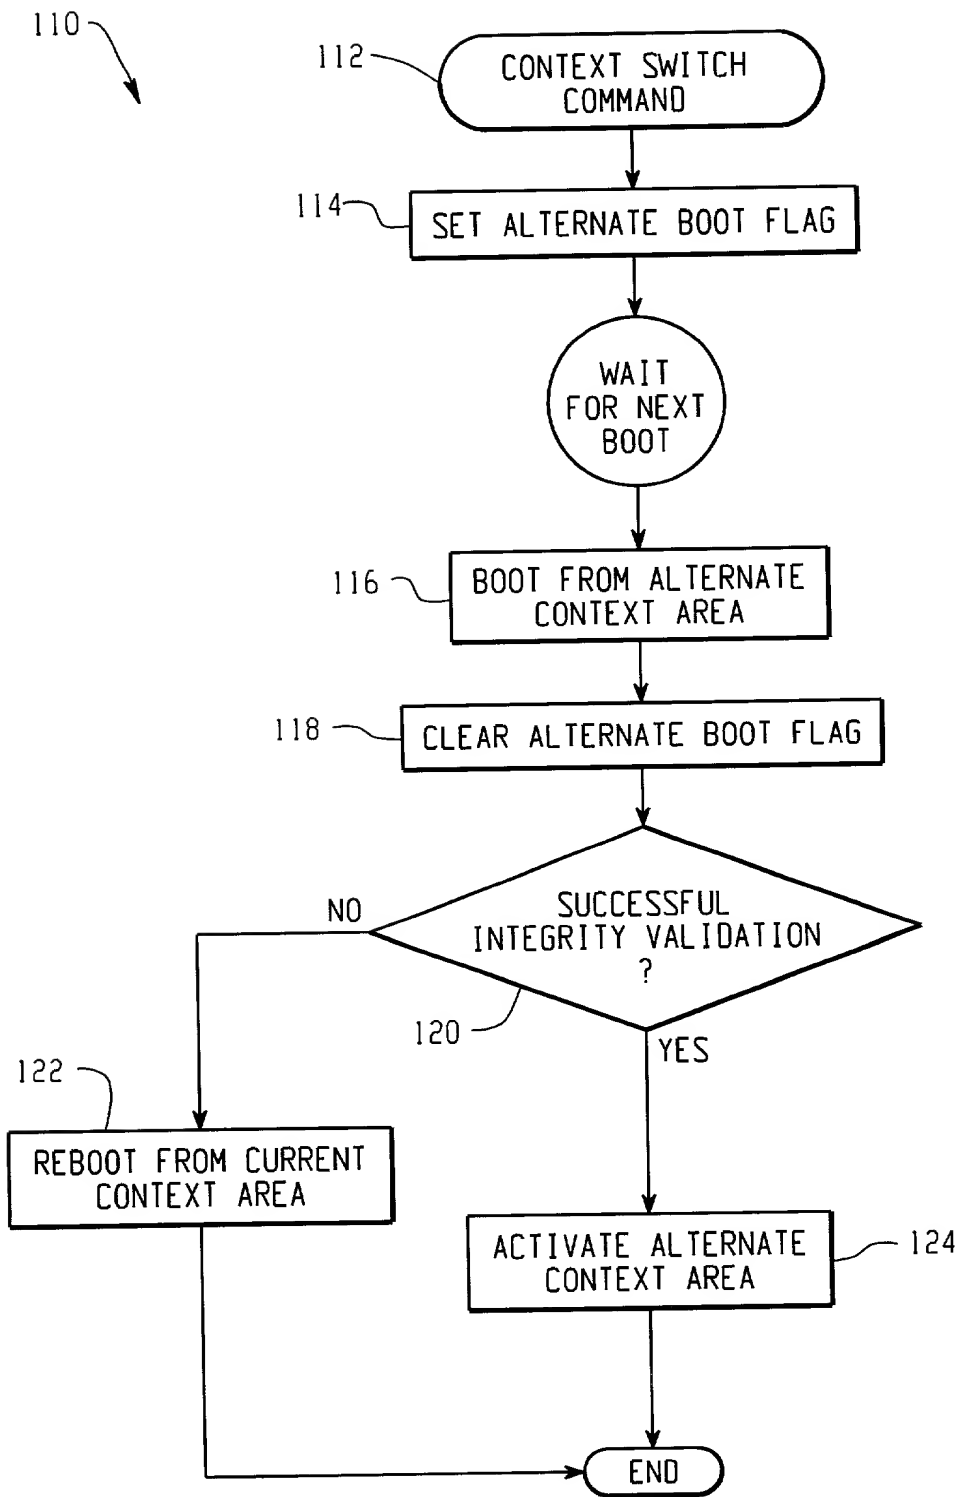 110
112
CONTEXT SWITCH
COMMAND
114
SET ALTERNATE BOOT FLAG
WAIT
FOR NEXT
BOOT
116
BOOT FROM ALTERNATE
CONTEXT AREA
118
CLEAR ALTERNATE BOOT FLAG
NO
SUCCESSFUL
INTEGRITY VALIDATION
?
120
YES
122
REBOOT FROM CURRENT
CONTEXT AREA
ACTIVATE ALTERNATE
CONTEXT AREA
124
END